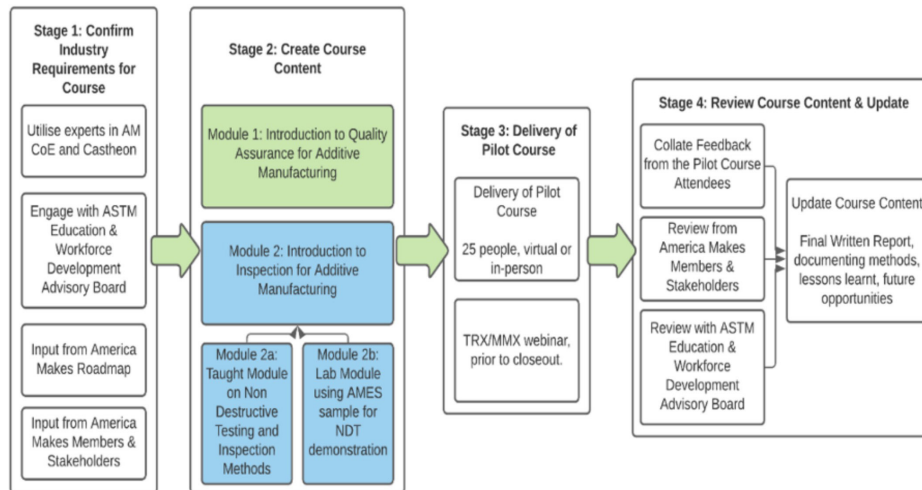 Stage 1: Confirm
Industry
Requirements for
Course
Utilise experts in AM
CoE and Castheon
Engage with ASTM
Education &
Workforce
Development
Advisory Board
Input from America
Makes Roadmap
Input from America
Makes Members &
Stakeholders
Stage 2: Create Course
Content
Module 1: Introduction to Quality
Assurance for Additive
Manufacturing
Module 2: Introduction to
Inspection for Additive
Manufacturing
Module 2a:
Taught Module
on Non
Destructive
Testing and
Inspection
Methods
Module 2b:
Lab Module
using AMES
sample for
NDT
demonstration
Stage 3: Delivery of
Pilot Course
Delivery of Pilot
Course
25 people, virtual or
in-person
TRX/MMX webinar,
prior to closeout.
Stage 4: Review Course Content & Update
Collate Feedback
from the Pilot Course
Attendees
Review from
America Makes
Members &
Stakeholders
Review with ASTM
Education &
Workforce
Development
Advisory Board
Update Course Content
Final Written Report,
documenting methods,
lessons learnt, future
opportunities